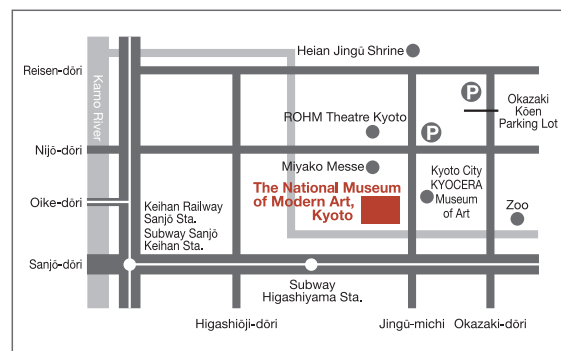 Heian Jingū Shrine
Reisen-dōri
Kamo River
P
Okazaki
Kōen
Parking Lot
ROHM Theatre Kyoto
P
Nijō-dōri
Miyako Messe
Kyoto City
KYOCERA
Museum
of Art
The National Museum
of Modern Art,
Kyoto
Oike-dōri
Keihan Railway
Sanjō Sta.
Subway Sanjō
Keihan Sta.
Zoo
Sanjō-dōri
Subway
Higashiyama Sta.
Higashiōji-dōri
Jingū-michi
Okazaki-dōri